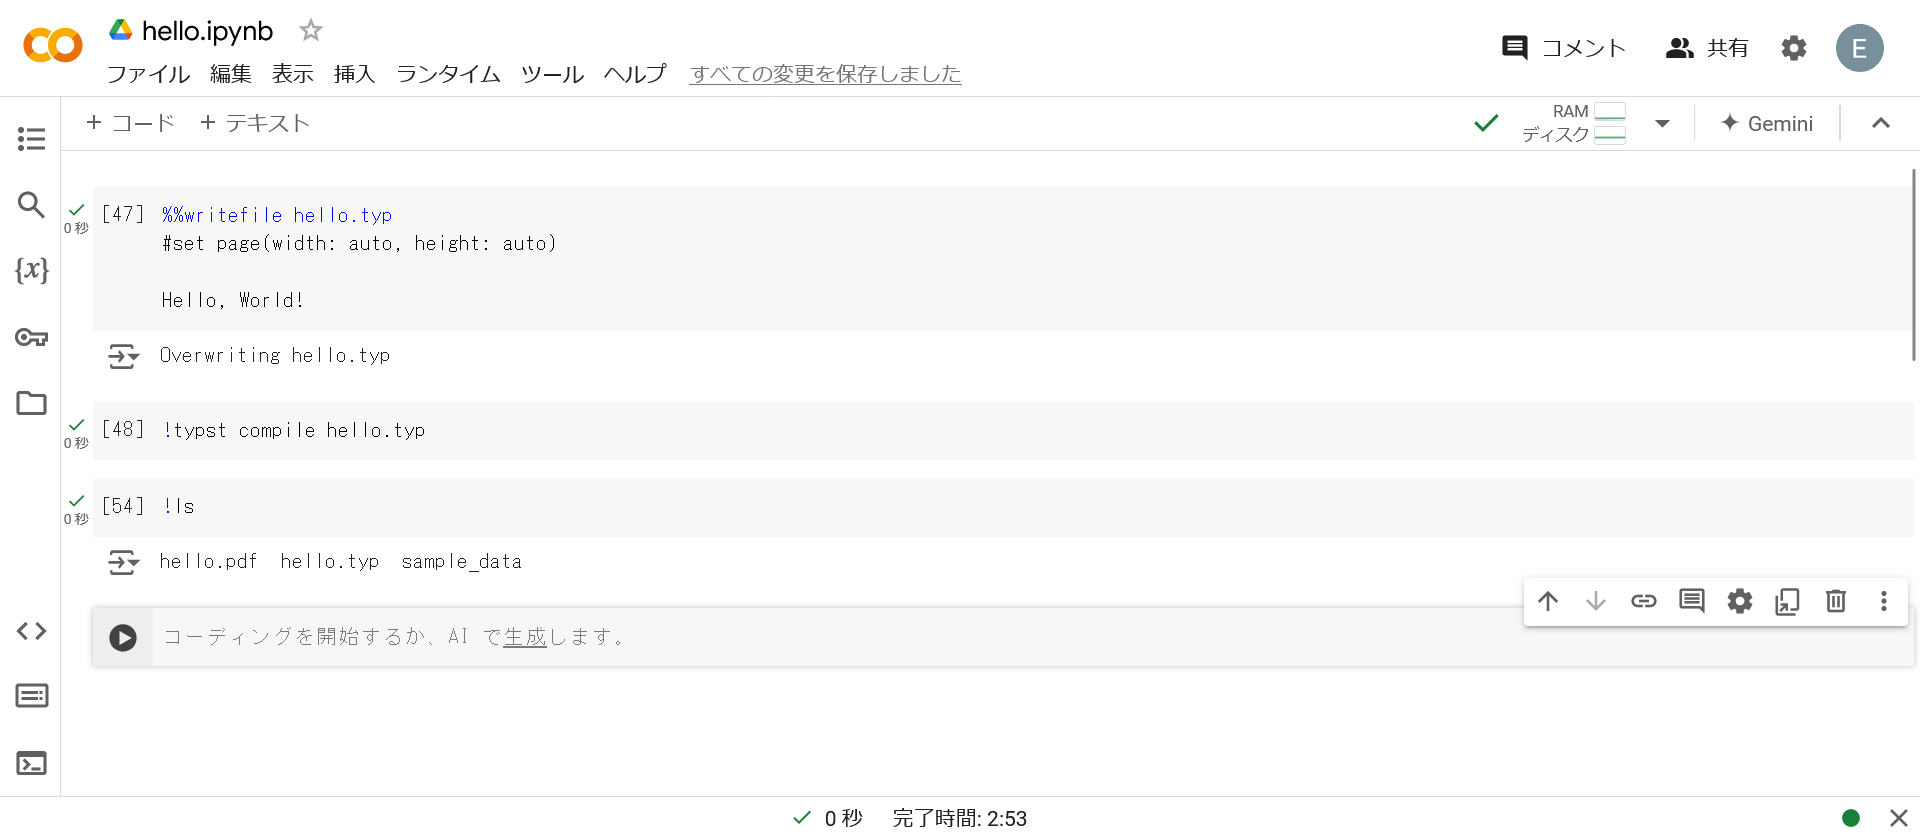 hello.ipynb
ファイル 編集 表示 挿入 ランタイム ツール ヘルプ すべての変更を保存しました
コメント 共有 E
+ コード + テキスト
RAM
ディスク
Gemini
{x}
0 秒
[47] %%writefile hello.typ
#set page(width: auto, height: auto)
Hello, World!
Overwriting hello.typ
0 秒
[48] !typst compile hello.typ
0 秒
[54] !ls
hello.pdf hello.typ sample_data
コーディングを開始するか、AI で生成します。
0 秒 完了時間: 2:53